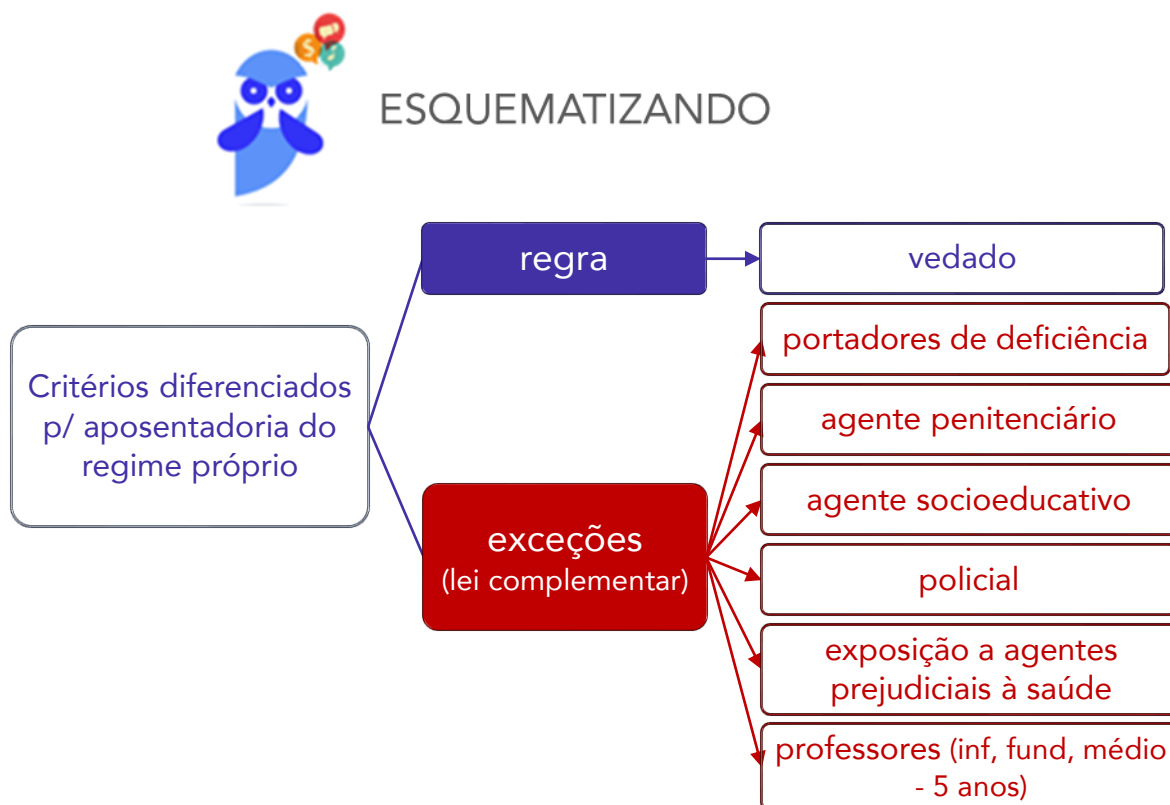 ESQUEMATIZANDO
regra
vedado
Critérios diferenciados
p/ aposentadoria do
regime próprio
exceções
(lei complementar)
portadores de deficiência
agente penitenciário
agente socioeducativo
policial
exposição a agentes
prejudiciais à saúde
professores (inf, fund, médio
- 5 anos)